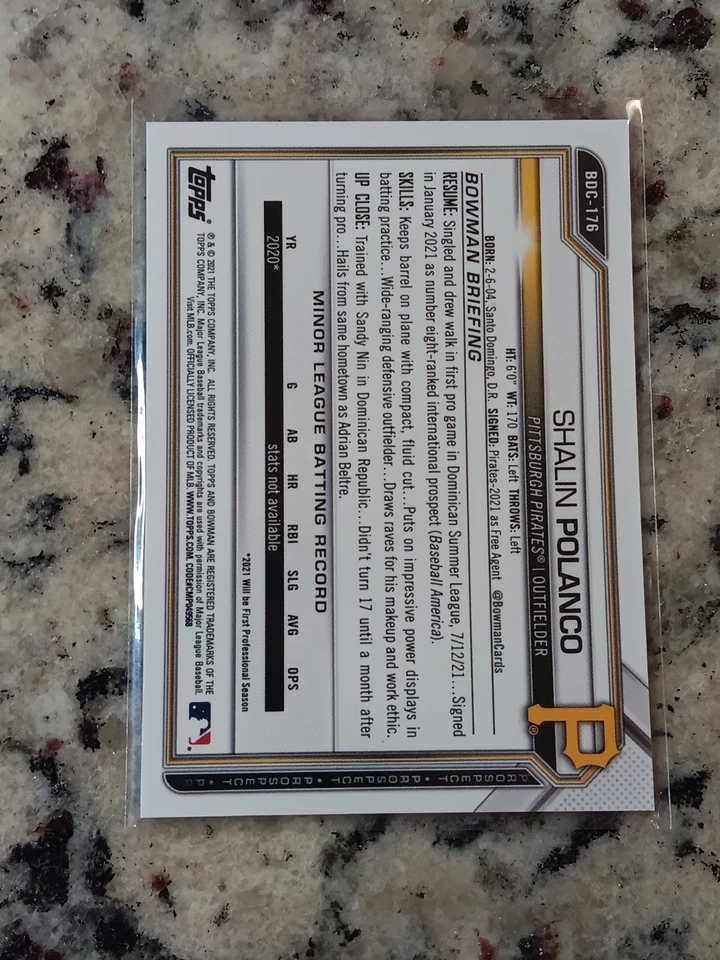 BDC-176
SHALIN POLANCO
PITTSBURGH PIRATES® | OUTFIELDER
P®
HT: 6'0" WT: 170 BATS: Left THROWS: Left
BORN: 2-6-04, Santo Domingo, D.R. SIGNED: Pirates-2021 as Free Agent @BowmanCards
BOWMAN BRIEFING
RESUME: Singled and drew walk in first pro game in Dominican Summer League, 7/12/21...Signed
in January 2021 as number eight-ranked international prospect (Baseball America).
SKILLS: Keeps barrel on plane with compact, fluid cut...Puts on impressive power displays in
batting practice...Wide-ranging defensive outfielder...Draws raves for his makeup and work ethic.
UP CLOSE: Trained with Sandy Nin in Dominican Republic...Didn't turn 17 until a month after
turning pro...Hails from same hometown as Adrian Beltre.
MINOR LEAGUE BATTING RECORD
YR G AB HR RBI SLG AVG OPS
2020* stats not available
*2021 Will be First Professional Season
topps®
® & © 2021 THE TOPPS COMPANY, INC. ALL RIGHTS RESERVED. TOPPS AND BOWMAN ARE REGISTERED TRADEMARKS OF THE
TOPPS COMPANY, INC. Major League Baseball trademarks and copyrights are used with permission of Major League Baseball.
Visit MLB.com. OFFICIALLY LICENSED PRODUCT OF MLB. WWW.TOPPS.COM. CODE#CMP049568
PROSPECT • PROSPECT • PROSPECT • PR